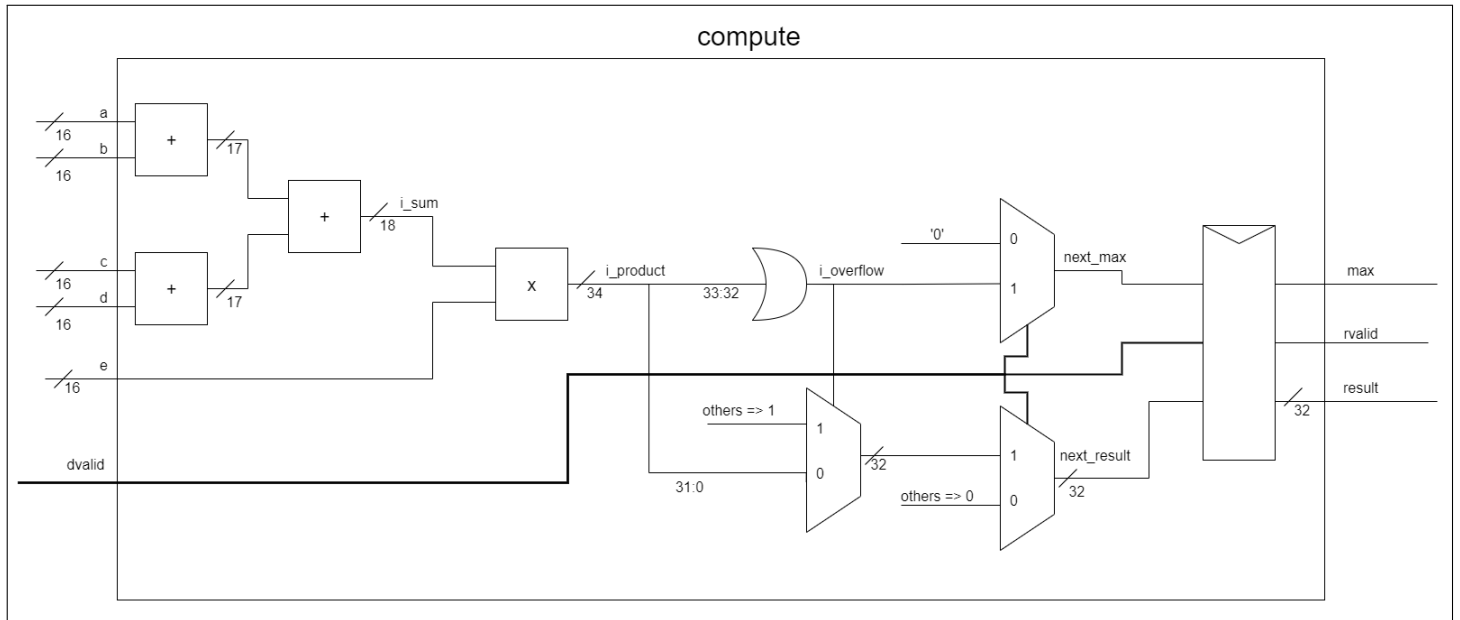 compute
a
16
b
16
+
17
c
16
d
16
+
17
+
i_sum
18
e
16
x
i_product
34
33:32
i_overflow
'0'
0
1
next_max
max
rvalid
result
32
others => 1
1
0
32
31:0
dvalid
1
0
others => 0
next_result
32